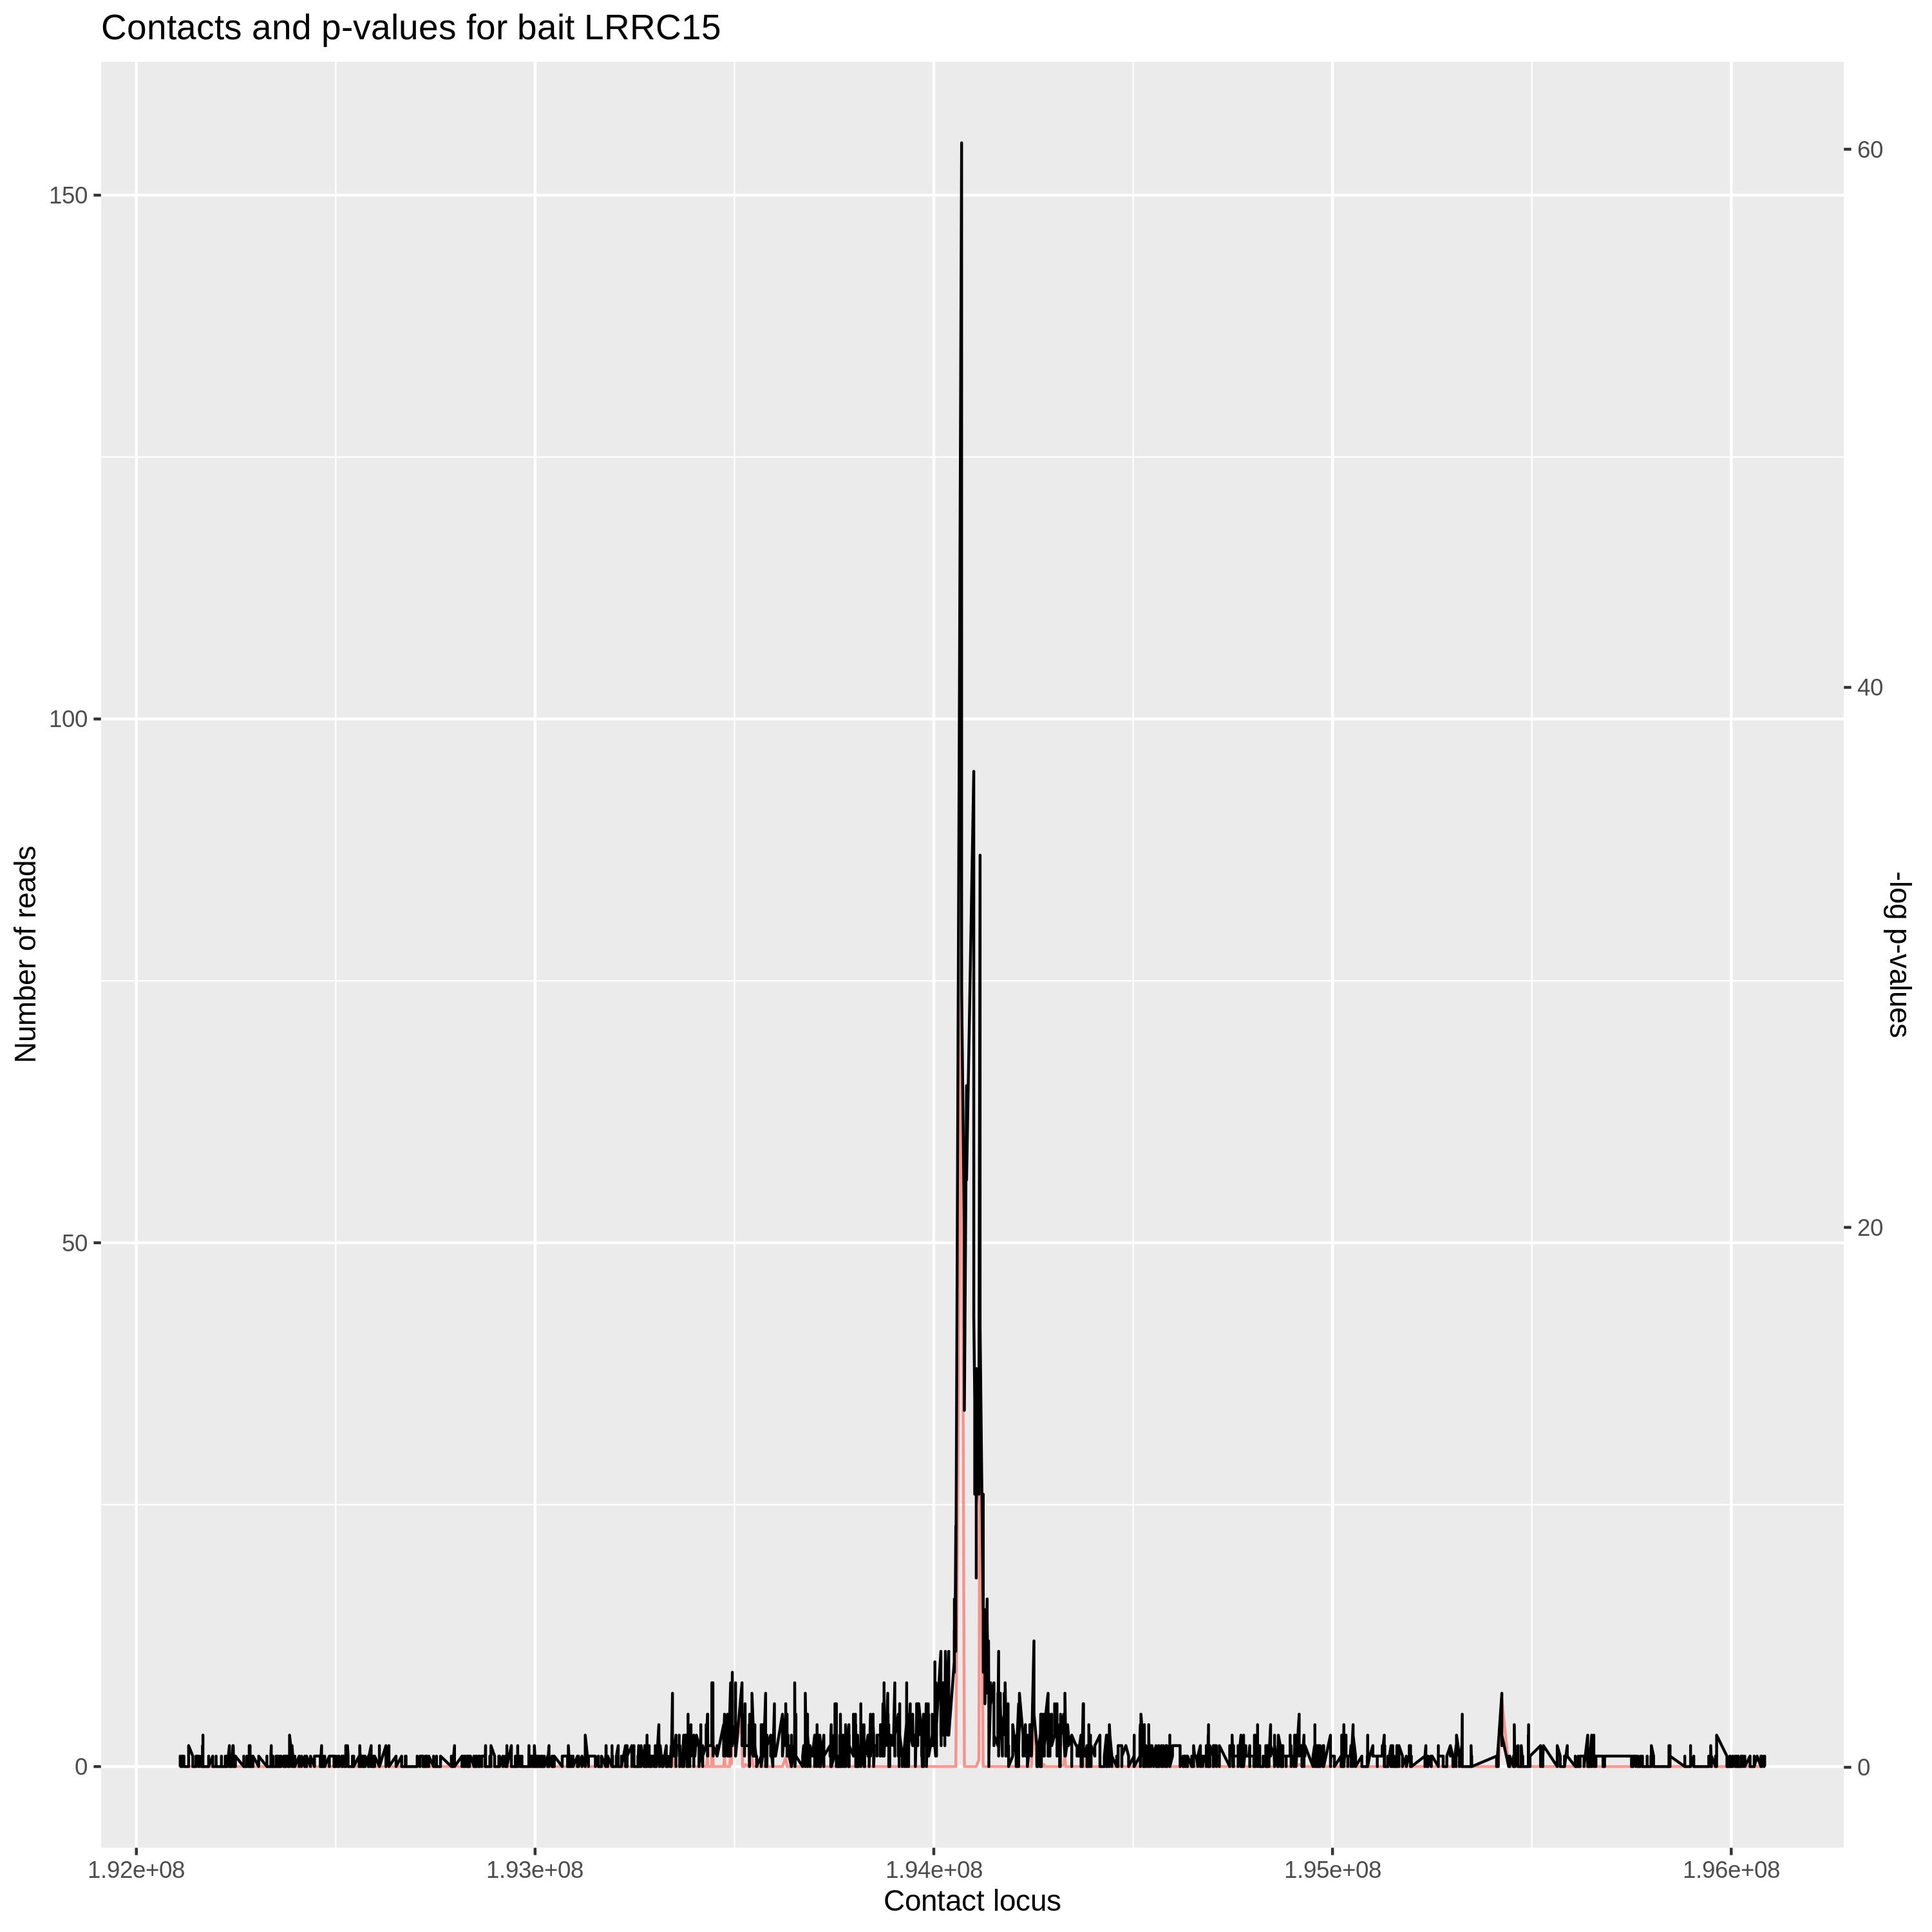 Contacts and p-values for bait LRRC15
150
100
50
0
60
40
20
0
Number of reads
-log p-values
1.92e+08
1.93e+08
1.94e+08
1.95e+08
1.96e+08
Contact locus